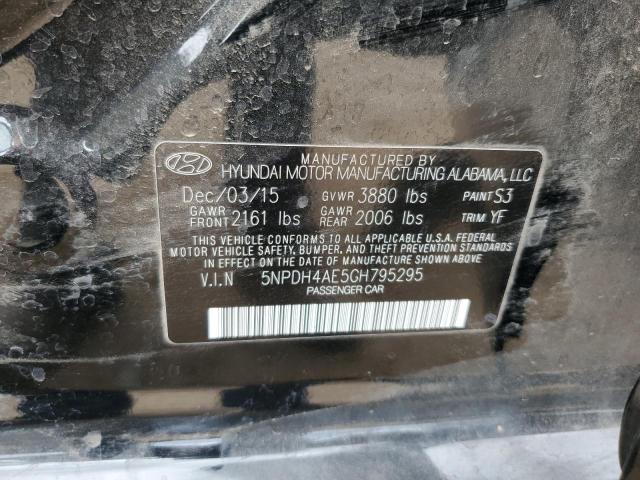 MANUFACTURED BY
HYUNDAI MOTOR MANUFACTURING ALABAMA, LLC
Dec/03/15 GVWR 3880 lbs PAINT S3
GAWR FRONT 2161 lbs GAWR REAR 2006 lbs TRIM YF
THIS VEHICLE CONFORMS TO ALL APPLICABLE U.S.A. FEDERAL
MOTOR VEHICLE SAFETY, BUMPER, AND THEFT PREVENTION STANDARDS
IN EFFECT ON THE DATE OF MANUFACTURE SHOWN ABOVE.
V.I.N 5NPDH4AE5GH795295
PASSENGER CAR